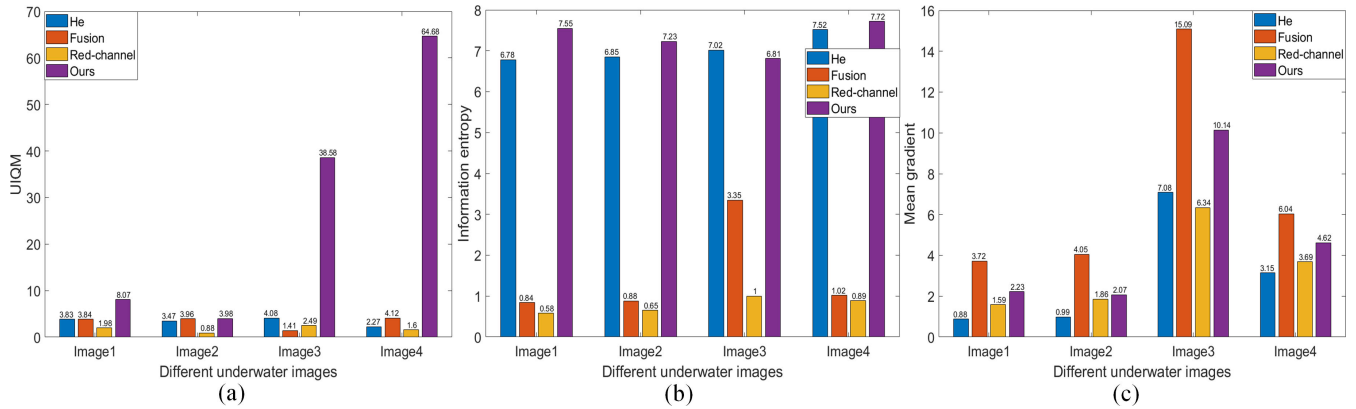 70
60
50
40
30
20
10
0
UIQM
He
Fusion
Red-channel
Ours
3.83 3.84 1.98 8.07
3.47 3.96 0.88 3.98
4.08 1.41 2.49 38.58
2.27 4.12 1.6 64.68
Image1 Image2 Image3 Image4
Different underwater images
(a)
8
7
6
5
4
3
2
1
0
Information entropy
He
Fusion
Red-channel
Ours
6.78 0.84 0.58 7.55
6.85 0.88 0.65 7.23
7.02 3.35 1 6.81
7.52 1.02 0.89 7.72
Image1 Image2 Image3 Image4
Different underwater images
(b)
16
14
12
10
8
6
4
2
0
Mean gradient
He
Fusion
Red-channel
Ours
0.88 3.72 1.59 2.23
0.99 4.05 1.86 2.07
7.08 15.09 6.34 10.14
3.15 6.04 3.69 4.62
Image1 Image2 Image3 Image4
Different underwater images
(c)